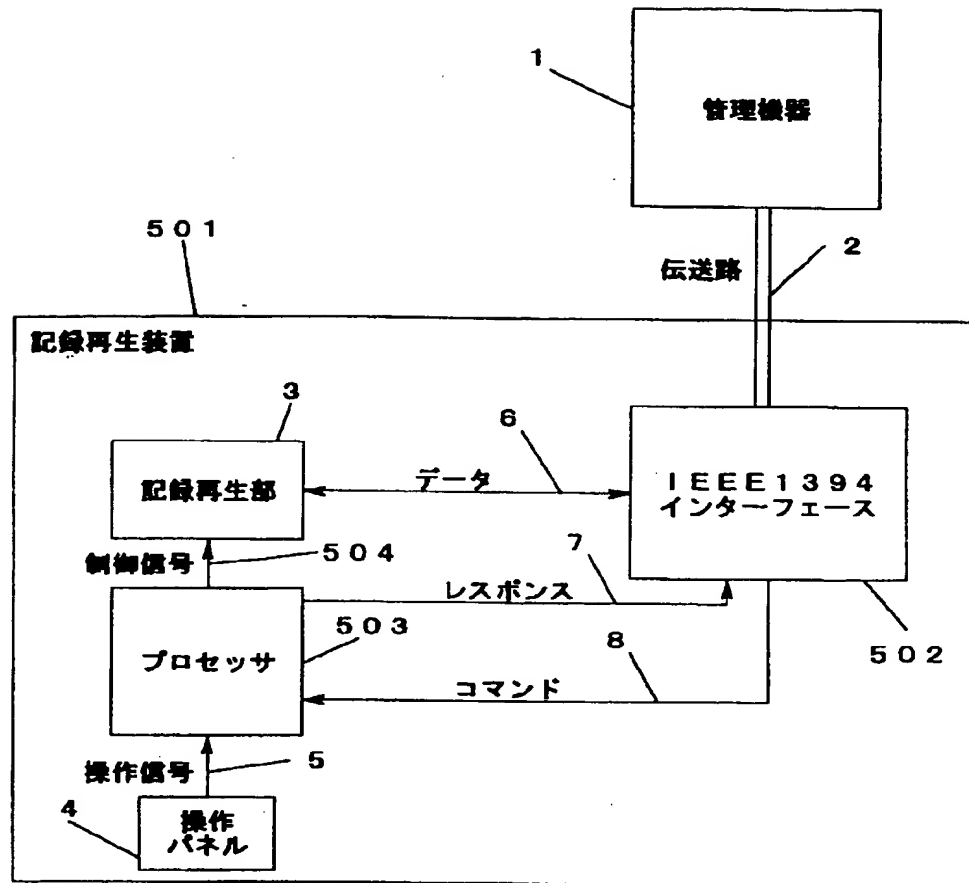 1
管理機器
501
伝送路
2
記録再生装置
3
6
記録再生部
データ
IEEE1394
インターフェース
制御信号
504
7
レスポンス
503
プロセッサ
8
502
コマンド
操作信号
5
4
操作
パネル